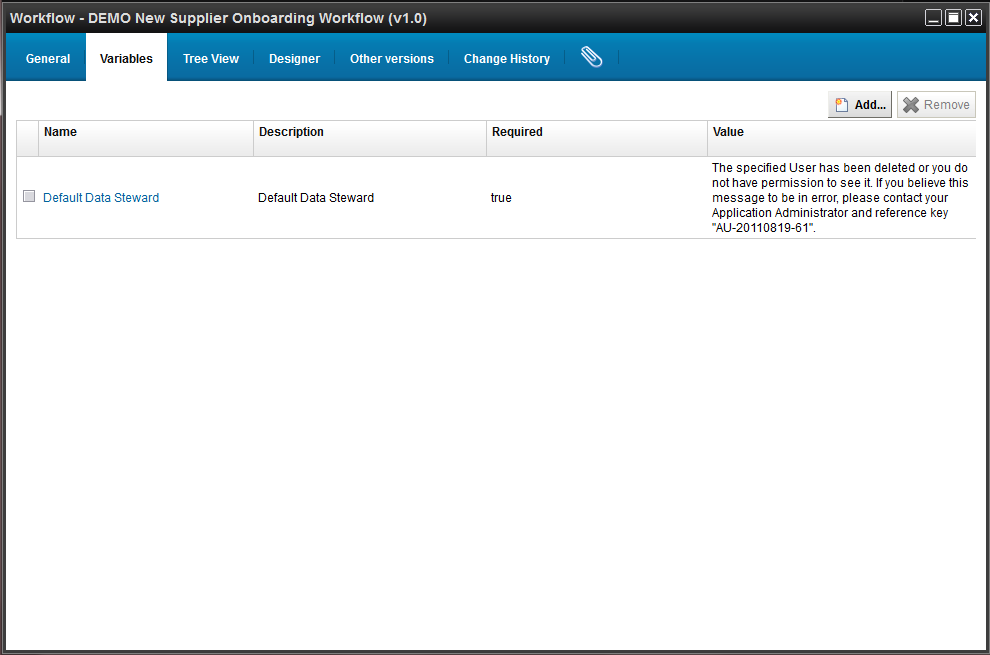 Workflow - DEMO New Supplier Onboarding Workflow (v1.0)
General Variables Tree View Designer Other versions Change History
Add... Remove
Name Description Required Value
Default Data Steward Default Data Steward true
The specified User has been deleted or you do
not have permission to see it. If you believe this
message to be in error, please contact your
Application Administrator and reference key
"AU-20110819-61".